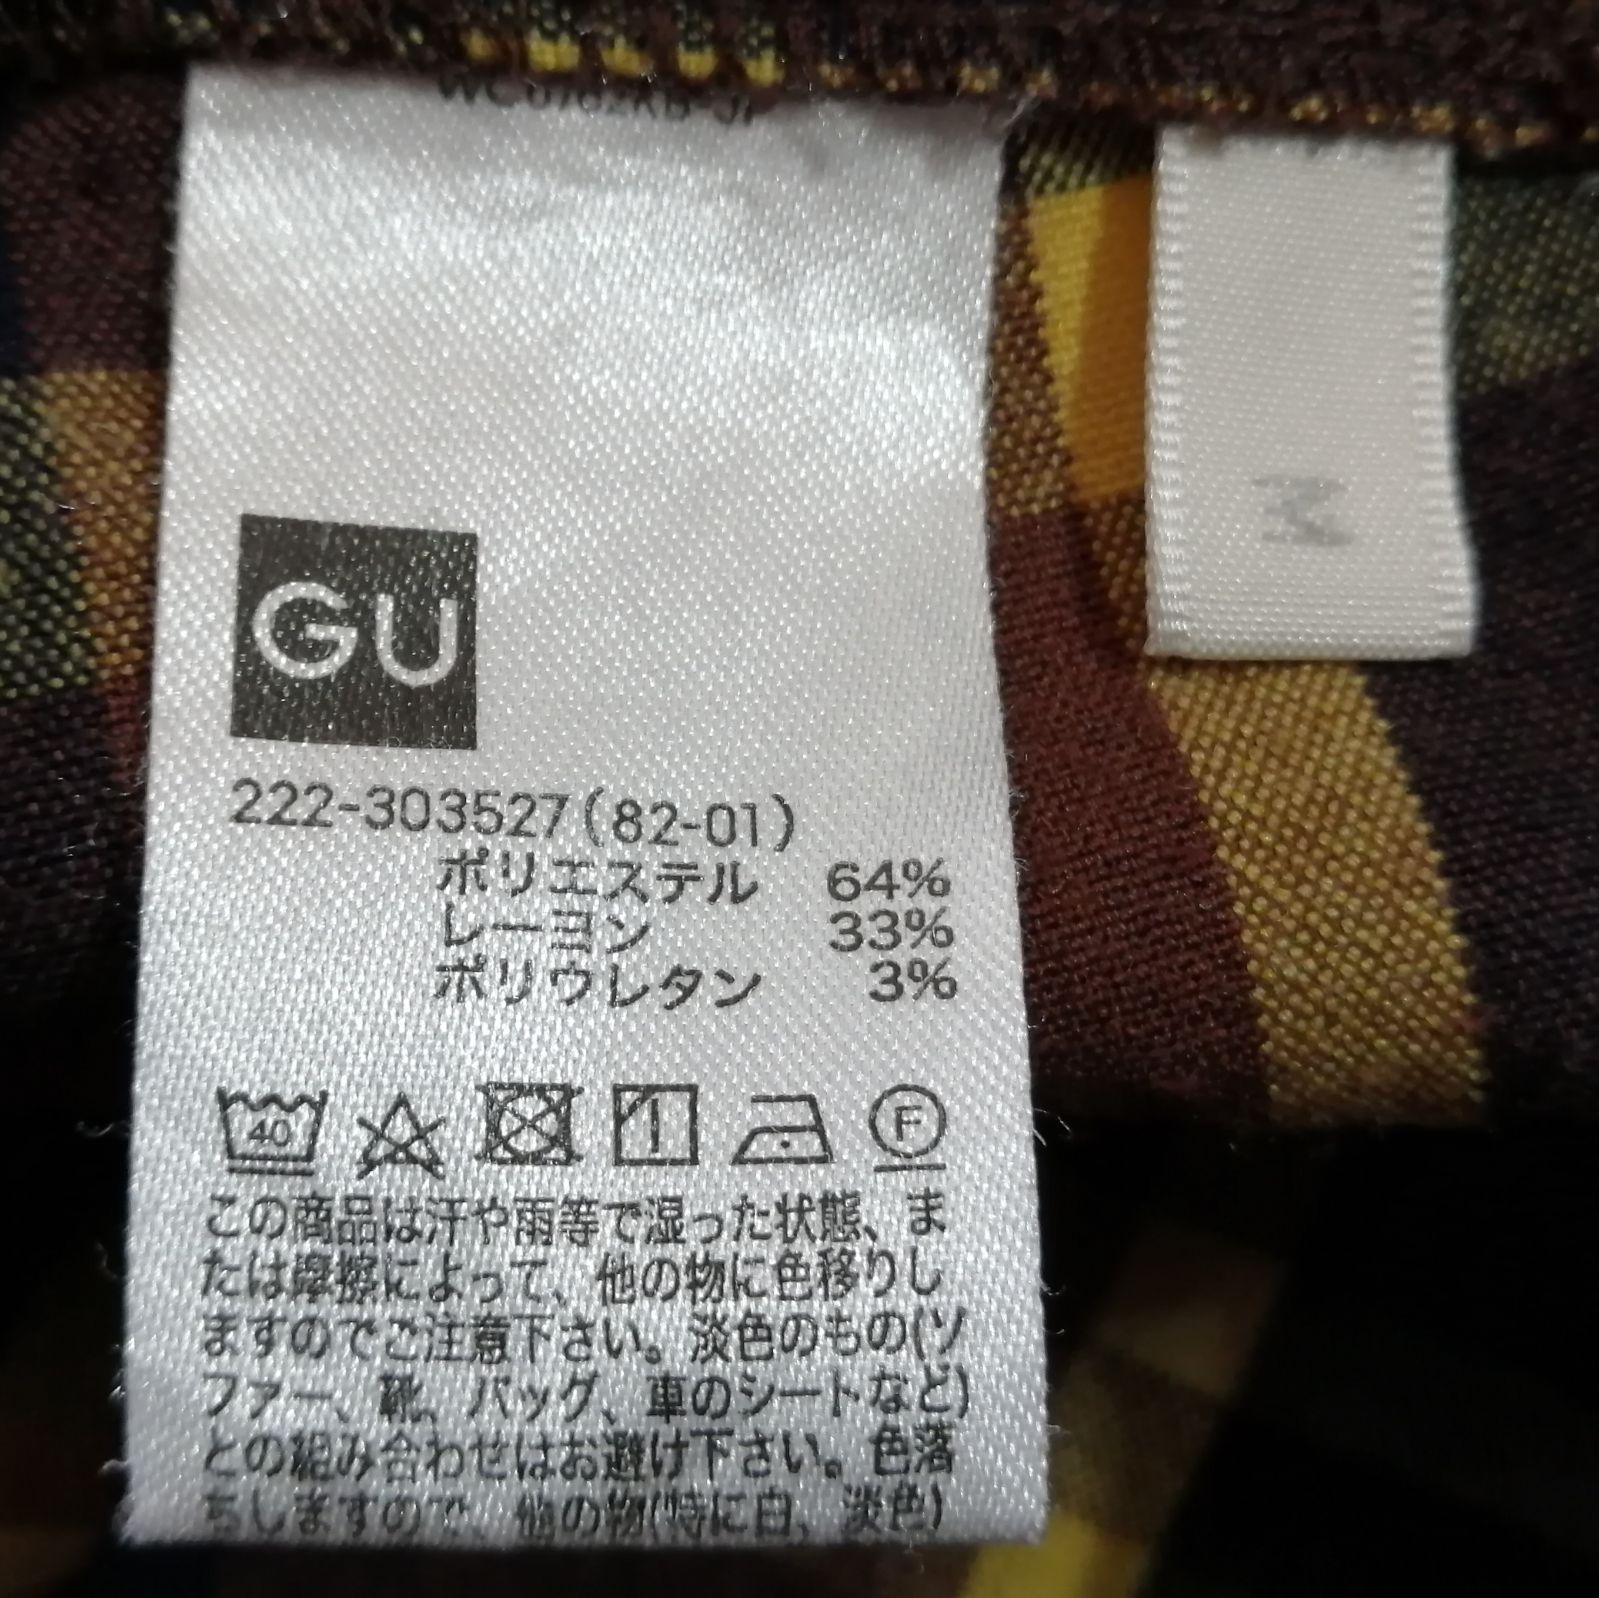 GU
222-303527(82-01)
ポリエステル 64%
レーヨン 33%
ポリウレタン 3%
40
F
この商品は汗や雨等で湿った状態、ま
たは摩擦によって、他の物に色移りし
ますのでご注意下さい。淡色のもの(ソ
ファー、靴、バッグ、車のシートなど)
との組み合わせはお避け下さい。色落
ちしますので、他の物(特に白、淡色)
M